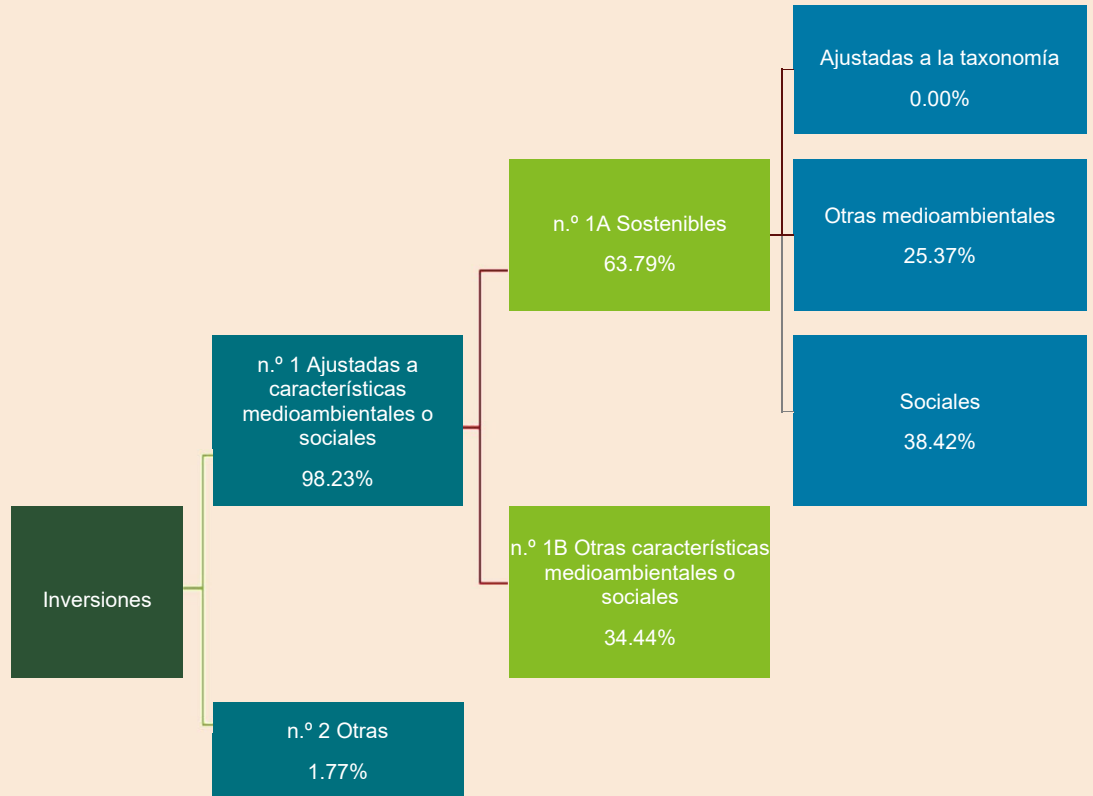 Ajustadas a la taxonomía
0.00%
n.º 1A Sostenibles
63.79%
Otras medioambientales
25.37%
n.º 1 Ajustadas a
características
medioambientales o
sociales
98.23%
Sociales
38.42%
Inversiones
n.º 1B Otras características
medioambientales o
sociales
34.44%
n.º 2 Otras
1.77%